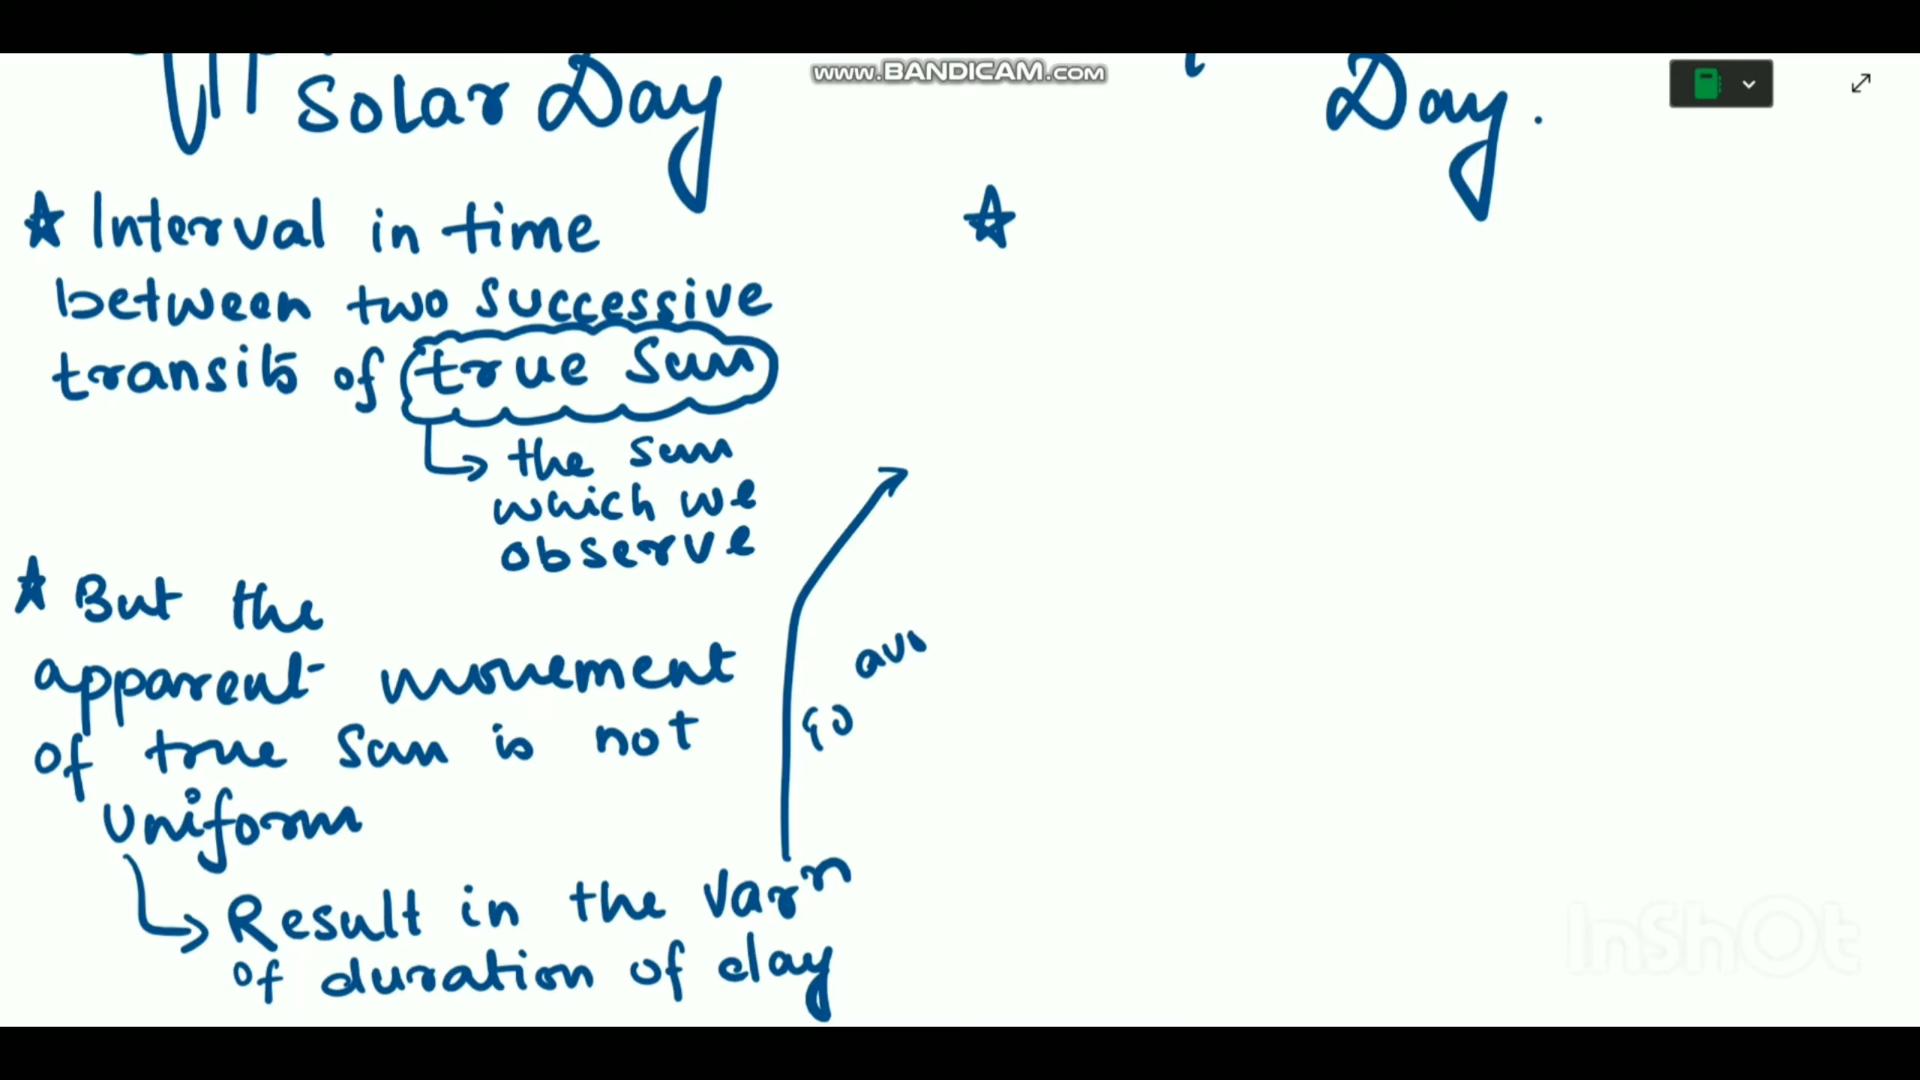 Solar Day
www.BANDICAM.com
Day.
Interval in time
between two successive
transits of true Sun
the sun
which we
observe
But the
apparent movement
of true Sun is not
uniform
Result in the varⁿ
of duration of day
InShOt